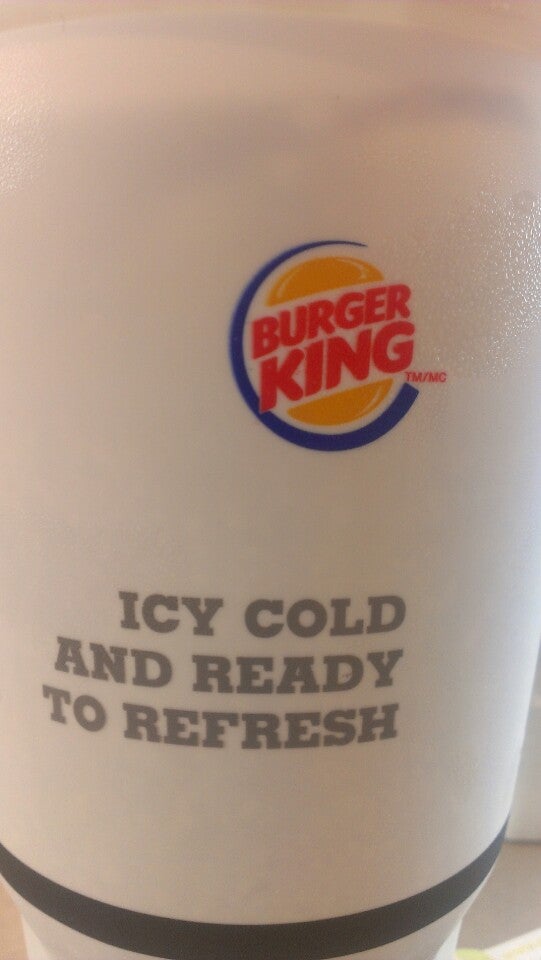 BURGER
KING
TM/MC
ICY COLD
AND READY
TO REFRESH